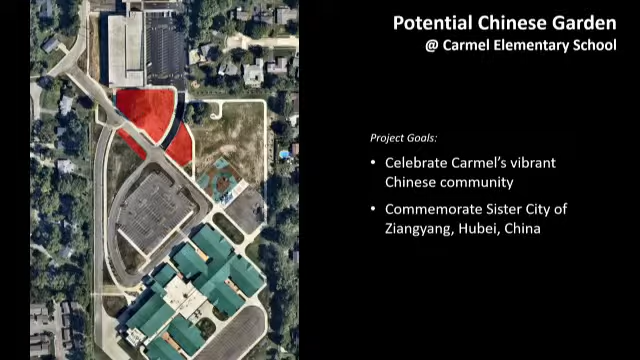 Potential Chinese Garden
@ Carmel Elementary School
Project Goals:
• Celebrate Carmel's vibrant
Chinese community
• Commemorate Sister City of
Ziangyang, Hubei, China